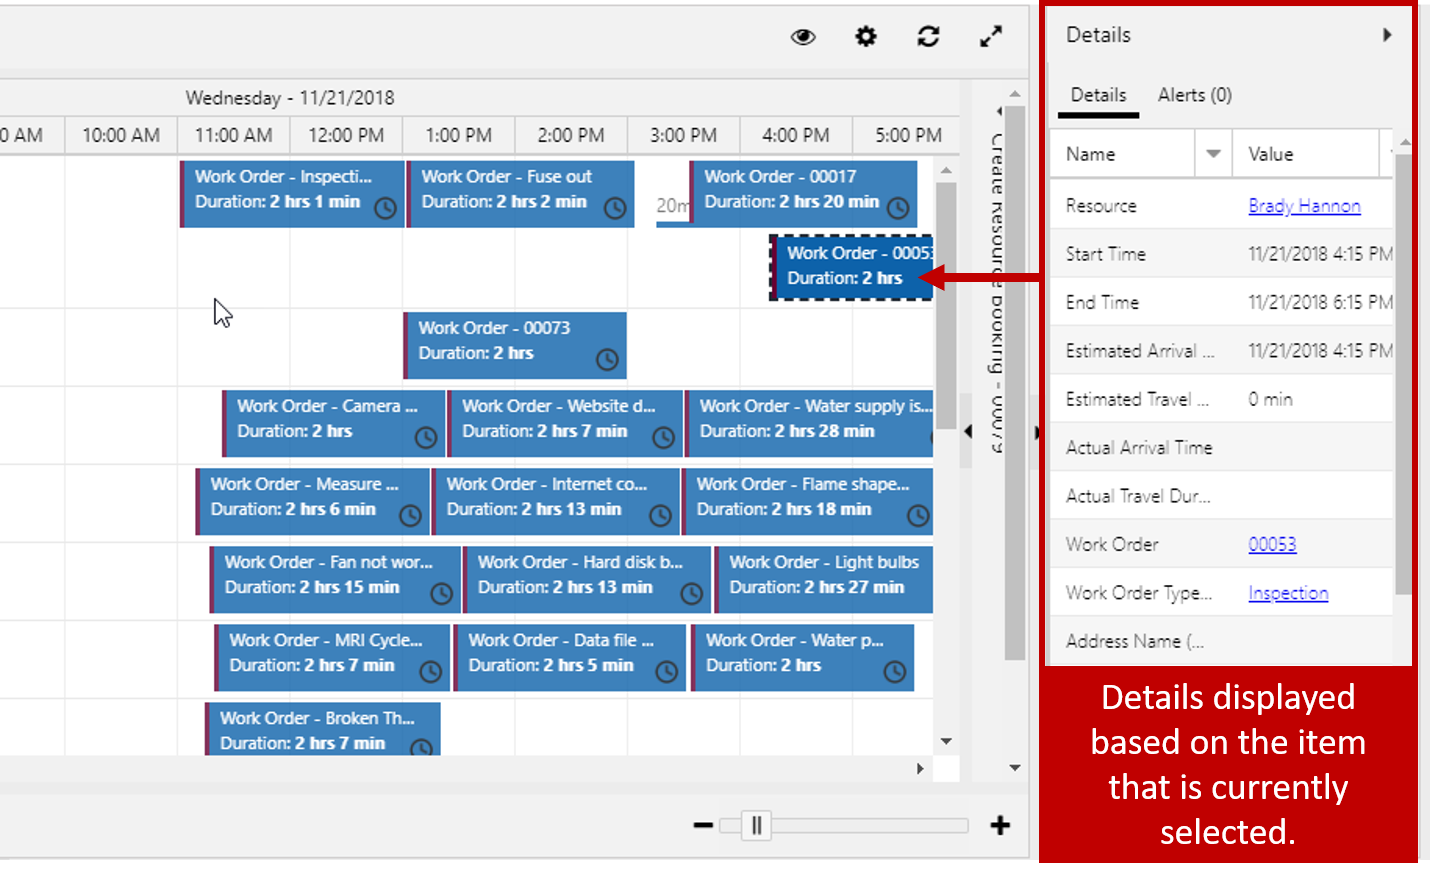 Wednesday - 11/21/2018
0 AM
10:00 AM
11:00 AM
12:00 PM
1:00 PM
2:00 PM
3:00 PM
4:00 PM
5:00 PM
Work Order - Inspecti...
Duration: 2 hrs 1 min
Work Order - Fuse out
Duration: 2 hrs 2 min
20m
Work Order - 00017
Duration: 2 hrs 20 min
Work Order - 00053
Duration: 2 hrs
Work Order - 00073
Duration: 2 hrs
Work Order - Camera ...
Duration: 2 hrs
Work Order - Website d...
Duration: 2 hrs 7 min
Work Order - Water supply is...
Duration: 2 hrs 28 min
Work Order - Measure ...
Duration: 2 hrs 6 min
Work Order - Internet co...
Duration: 2 hrs 13 min
Work Order - Flame shape...
Duration: 2 hrs 18 min
Work Order - Fan not wor...
Duration: 2 hrs 15 min
Work Order - Hard disk b...
Duration: 2 hrs 13 min
Work Order - Light bulbs
Duration: 2 hrs 27 min
Work Order - MRI Cycle...
Duration: 2 hrs 7 min
Work Order - Data file ...
Duration: 2 hrs 5 min
Work Order - Water p...
Duration: 2 hrs
Work Order - Broken Th...
Duration: 2 hrs 7 min
Create Resource Booking - 00079
Details
Details
Alerts (0)
Name
Value
Resource
Brady Hannon
Start Time
11/21/2018 4:15 PM
End Time
11/21/2018 6:15 PM
Estimated Arrival ...
11/21/2018 4:15 PM
Estimated Travel ...
0 min
Actual Arrival Time
Actual Travel Dur...
Work Order
00053
Work Order Type...
Inspection
Address Name (...
Details displayed
based on the item
that is currently
selected.